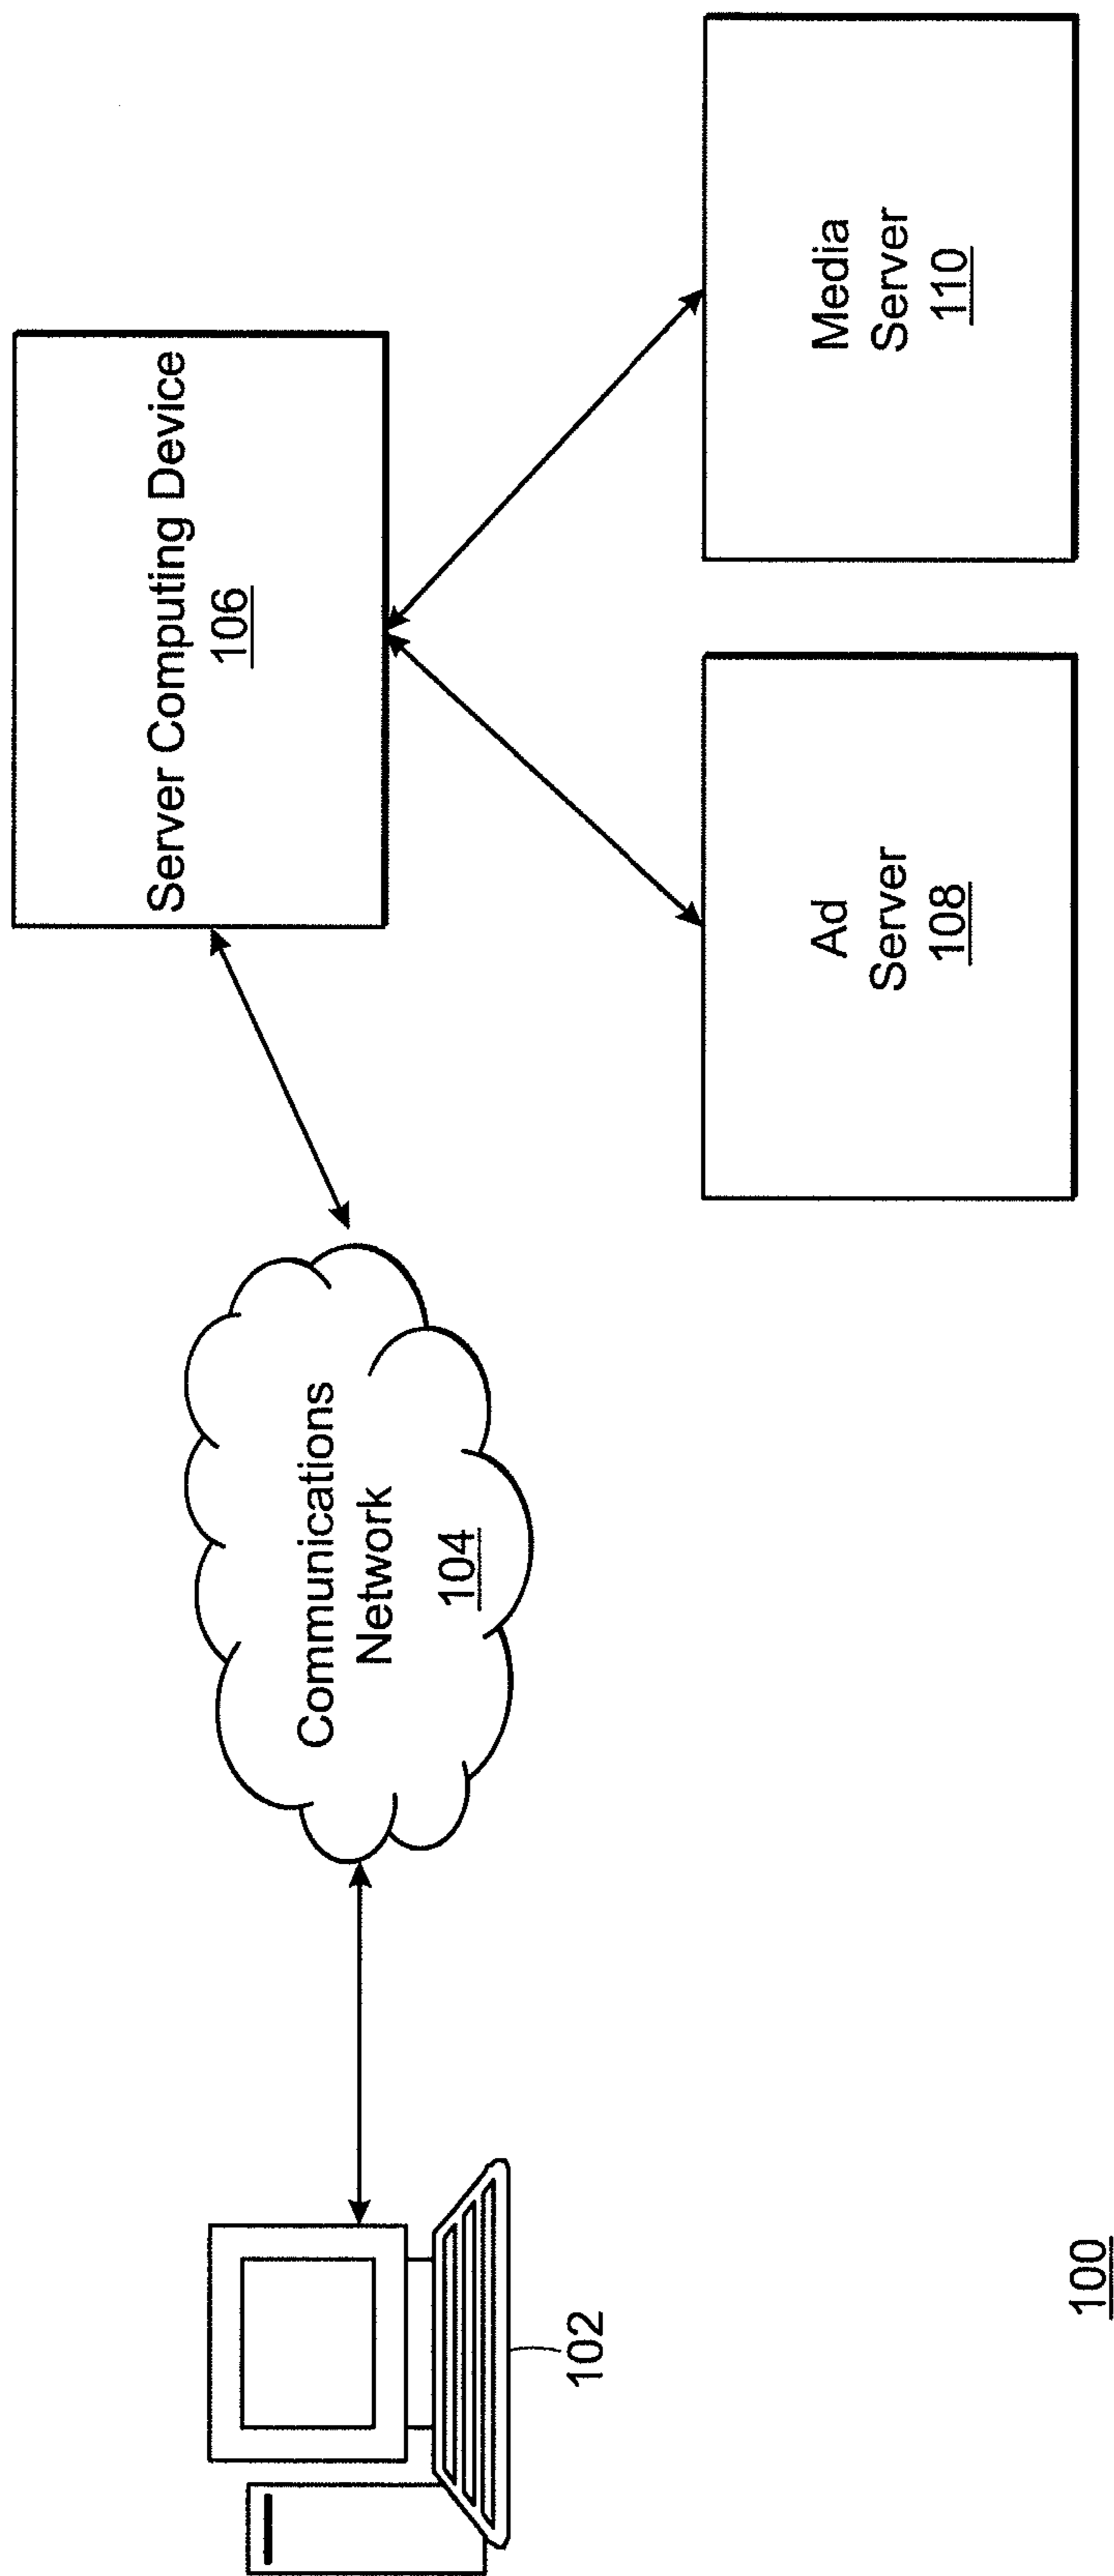 Server Computing Device
106
Communications
Network
104
102
Ad
Server
108
Media
Server
110
100